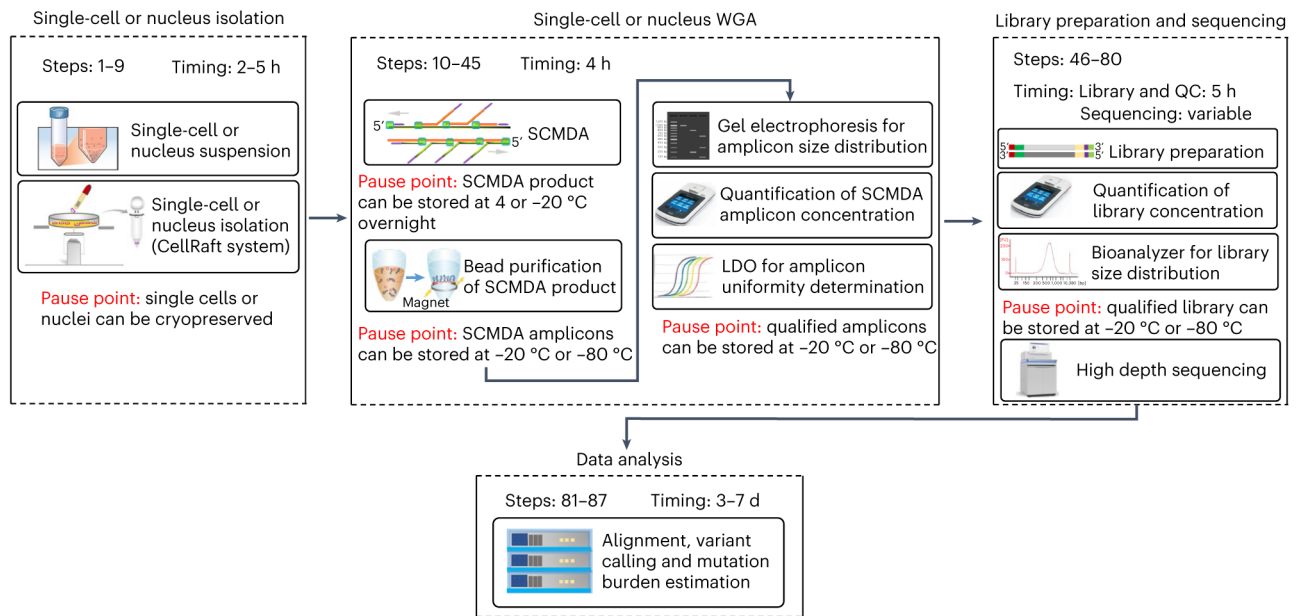 Single-cell or nucleus isolation
Steps: 1–9
Timing: 2–5 h
Single-cell or
nucleus suspension
Single-cell or
nucleus isolation
(CellRaft system)
Pause point: single cells or
nuclei can be cryopreserved
Single-cell or nucleus WGA
Steps: 10–45
Timing: 4 h
5′
5′
SCMDA
Pause point: SCMDA product
can be stored at 4 or –20 °C
overnight
Magnet
Bead purification
of SCMDA product
Pause point: SCMDA amplicons
can be stored at –20 °C or –80 °C
Gel electrophoresis for
amplicon size distribution
Quantification of SCMDA
amplicon concentration
LDO for amplicon
uniformity determination
Pause point: qualified amplicons
can be stored at –20 °C or –80 °C
Library preparation and sequencing
Steps: 46–80
Timing: Library and QC: 5 h
Sequencing: variable
5′ 3′
3′ 5′
Library preparation
Quantification of
library concentration
Bioanalyzer for library
size distribution
Pause point: qualified library can
be stored at –20 °C or –80 °C
High depth sequencing
Data analysis
Steps: 81–87
Timing: 3–7 d
Alignment, variant
calling and mutation
burden estimation